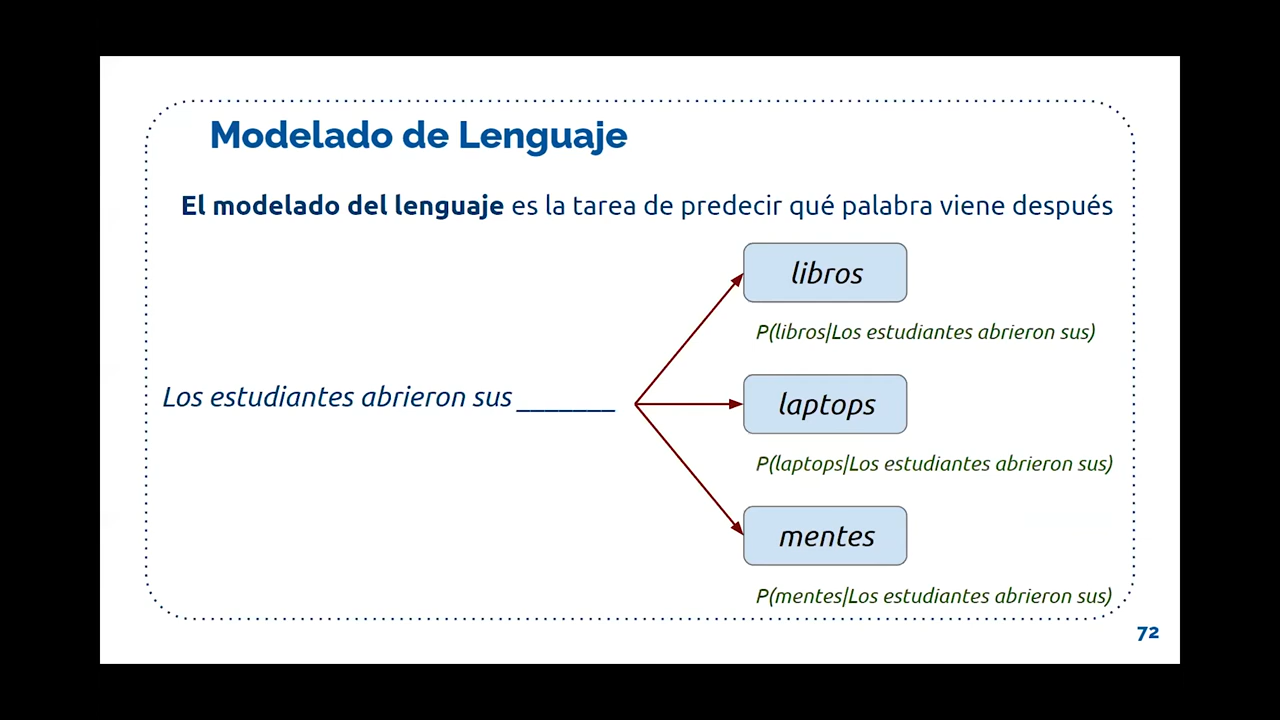 Modelado de Lenguaje
El modelado del lenguaje es la tarea de predecir qué palabra viene después
libros
P(libros|Los estudiantes abrieron sus)
Los estudiantes abrieron sus _______
laptops
P(laptops|Los estudiantes abrieron sus)
mentes
P(mentes|Los estudiantes abrieron sus)
72